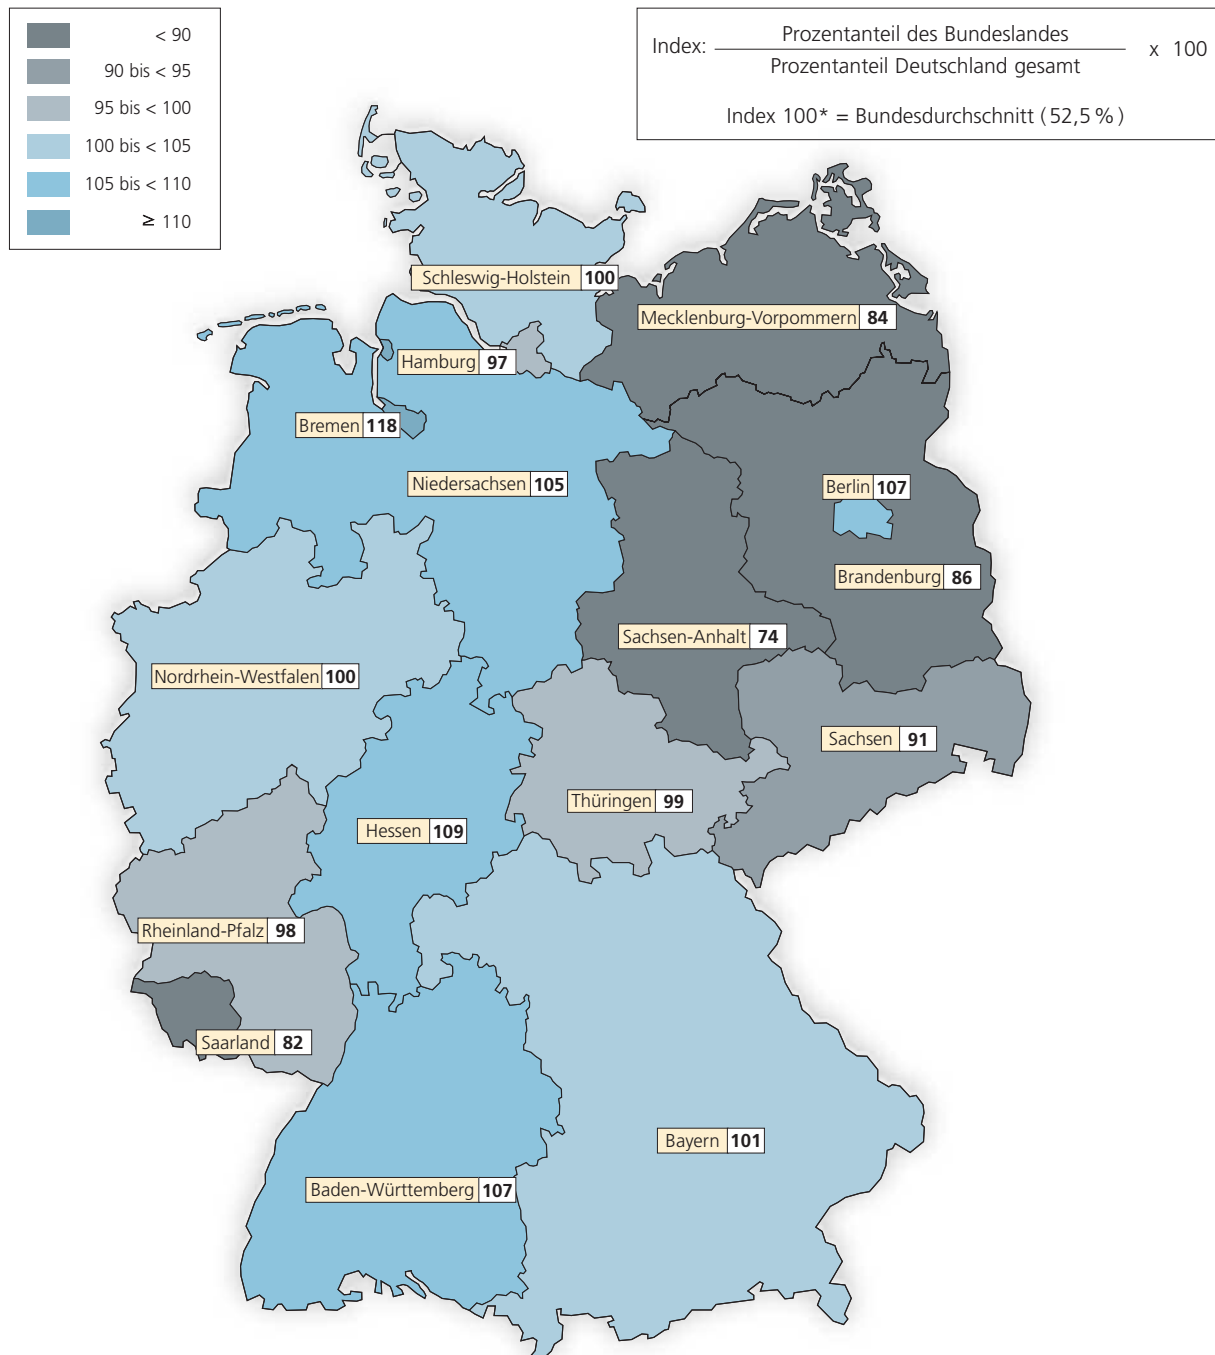 < 90
90 bis < 95
95 bis < 100
100 bis < 105
105 bis < 110
≥ 110
Index: Prozentanteil des Bundeslandes x 100
Prozentanteil Deutschland gesamt
Index 100* = Bundesdurchschnitt (52,5 %)
Schleswig-Holstein 100
Mecklenburg-Vorpommern 84
Hamburg 97
Bremen 118
Niedersachsen 105
Berlin 107
Brandenburg 86
Sachsen-Anhalt 74
Nordrhein-Westfalen 100
Sachsen 91
Thüringen 99
Hessen 109
Rheinland-Pfalz 98
Saarland 82
Bayern 101
Baden-Württemberg 107